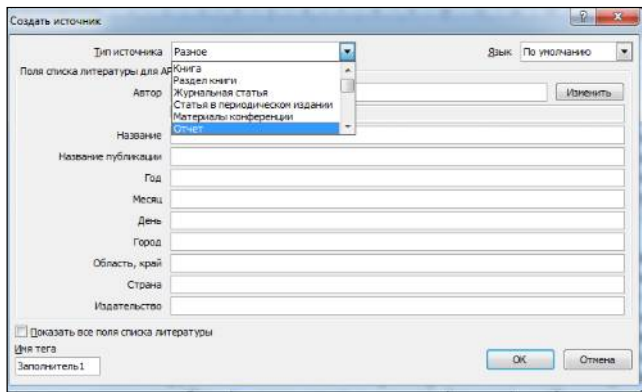 Создать источник
Тип источника Разное Язык По умолчанию
Поля списка литературы для AP
Книга
Раздел книги
Журнальная статья
Статья в периодическом издании
Материалы конференции
Отчет
Автор Изменить
Название
Название публикации
Год
Месяц
День
Город
Область, край
Страна
Издательство
Показать все поля списка литературы
Имя тега
Заполнитель1
ОК Отмена